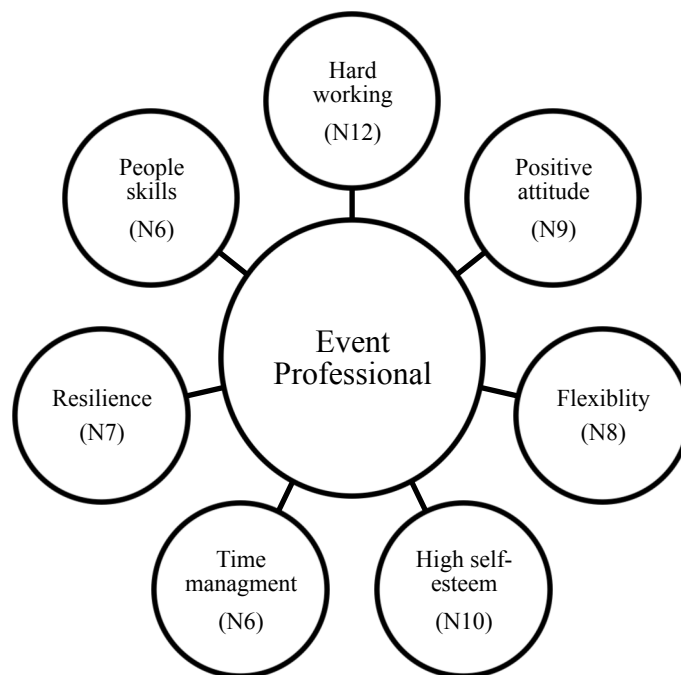 Hard
working
(N12)
People
skills
(N6)
Positive
attitude
(N9)
Event
Professional
Resilience
(N7)
Flexiblity
(N8)
Time
managment
(N6)
High self-
esteem
(N10)